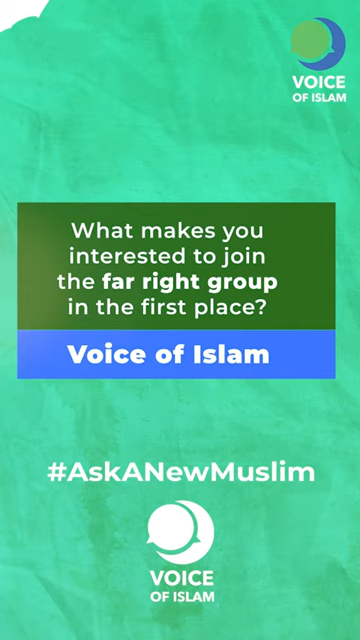 VOICE
OF ISLAM
What makes you
interested to join
the far right group
in the first place?
Voice of Islam
#AskANewMuslim
VOICE
OF ISLAM